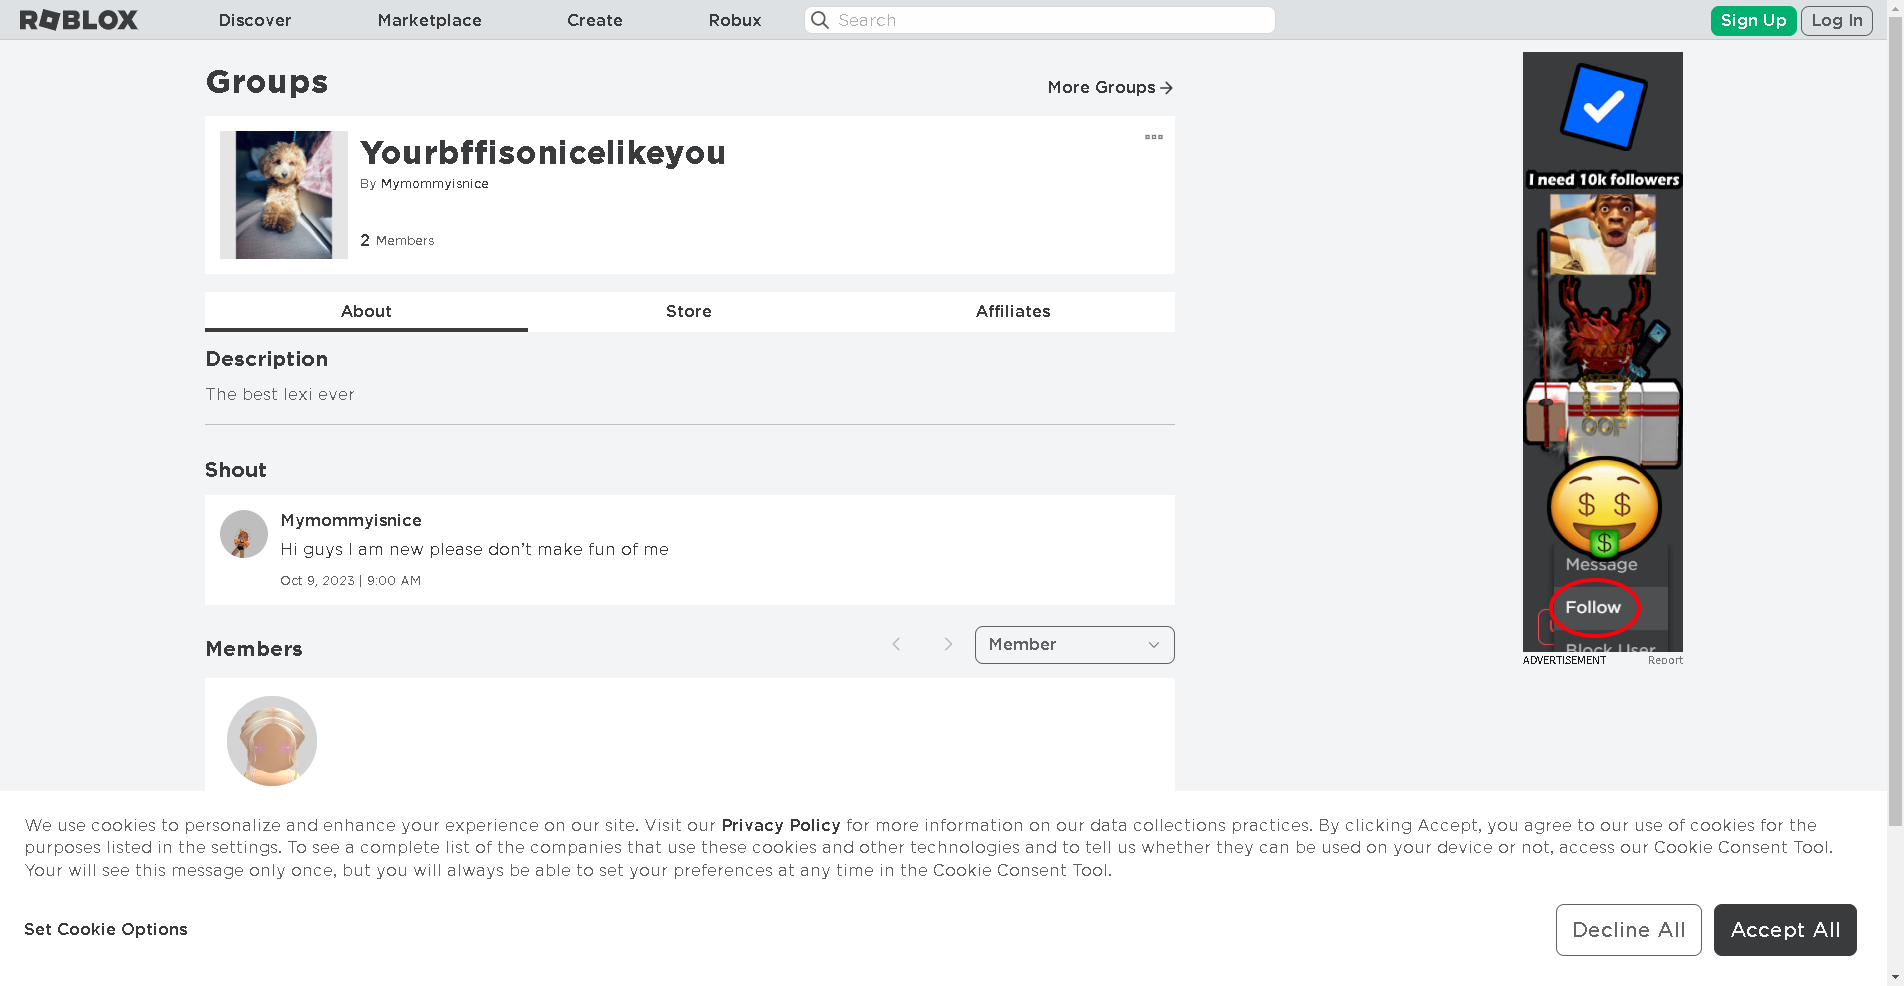 ROBLOX
Discover
Marketplace
Create
Robux
Search
Sign Up
Log In
Groups
More Groups
Yourbffisonicelikeyou
By Mymommyisnice
2 Members
About
Store
Affiliates
Description
The best lexi ever
Shout
Mymommyisnice
Hi guys I am new please don’t make fun of me
Oct 9, 2023 | 9:00 AM
Members
Member
I need 10k followers
OOF
$ $
$
Message
Follow
Block User
ADVERTISEMENT
Report
We use cookies to personalize and enhance your experience on our site. Visit our Privacy Policy for more information on our data collections practices. By clicking Accept, you agree to our use of cookies for the
purposes listed in the settings. To see a complete list of the companies that use these cookies and other technologies and to tell us whether they can be used on your device or not, access our Cookie Consent Tool.
Your will see this message only once, but you will always be able to set your preferences at any time in the Cookie Consent Tool.
Set Cookie Options
Decline All
Accept All